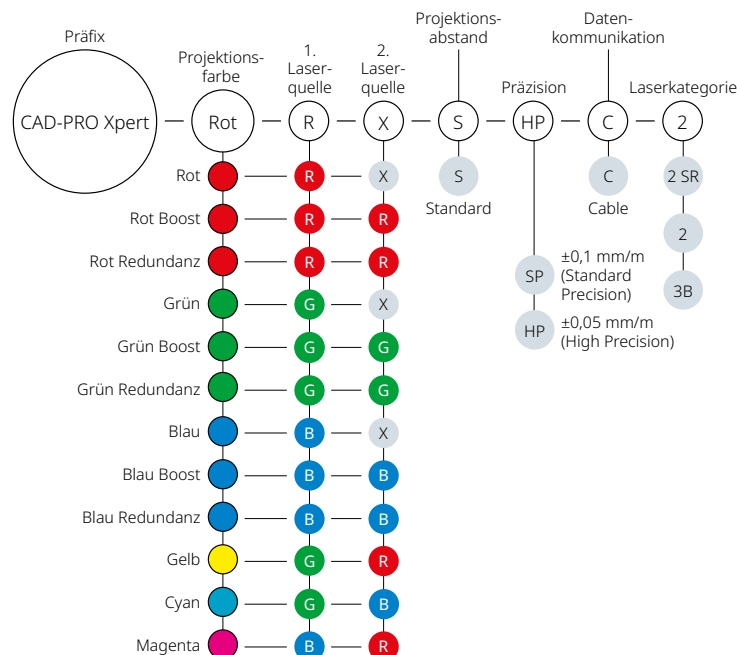 Präfix
Projektions-
farbe
1.
Laser-
quelle
2.
Laser-
quelle
Projektions-
abstand
Präzision
Daten-
kommunikation
Laserkategorie
CAD-PRO Xpert
Rot
R
X
S
HP
C
2
Rot
R
X
Rot Boost
R
R
Rot Redundanz
R
R
Grün
G
X
Grün Boost
G
G
Grün Redundanz
G
G
Blau
B
X
Blau Boost
B
B
Blau Redundanz
B
B
Gelb
G
R
Cyan
G
B
Magenta
B
R
S
Standard
SP
±0,1 mm/m
(Standard
Precision)
HP
±0,05 mm/m
(High Precision)
C
Cable
2 SR
2
3B